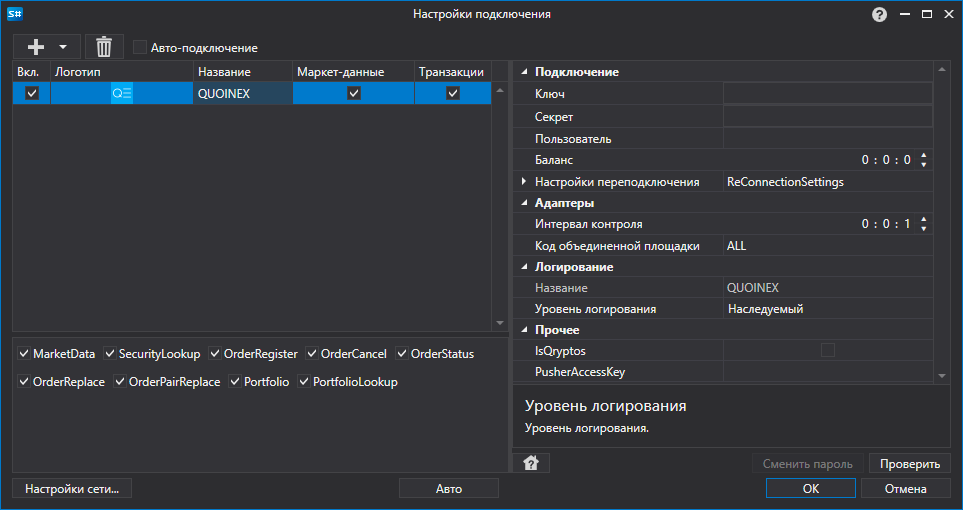 S#
Настройки подключения
?
Авто-подключение
Вкл. Логотип Название Маркет-данные Транзакции
QUOINEX
MarketData SecurityLookup OrderRegister OrderCancel OrderStatus
OrderReplace OrderPairReplace Portfolio PortfolioLookup
Подключение
Ключ
Секрет
Пользователь
Баланс 0 : 0 : 0
Настройки переподключения ReConnectionSettings
Адаптеры
Интервал контроля 0 : 0 : 1
Код объединенной площадки ALL
Логирование
Название QUOINEX
Уровень логирования Наследуемый
Прочее
IsQryptos
PusherAccessKey
Уровень логирования
Уровень логирования.
?
Сменить пароль Проверить
Настройки сети... Авто OK Отмена